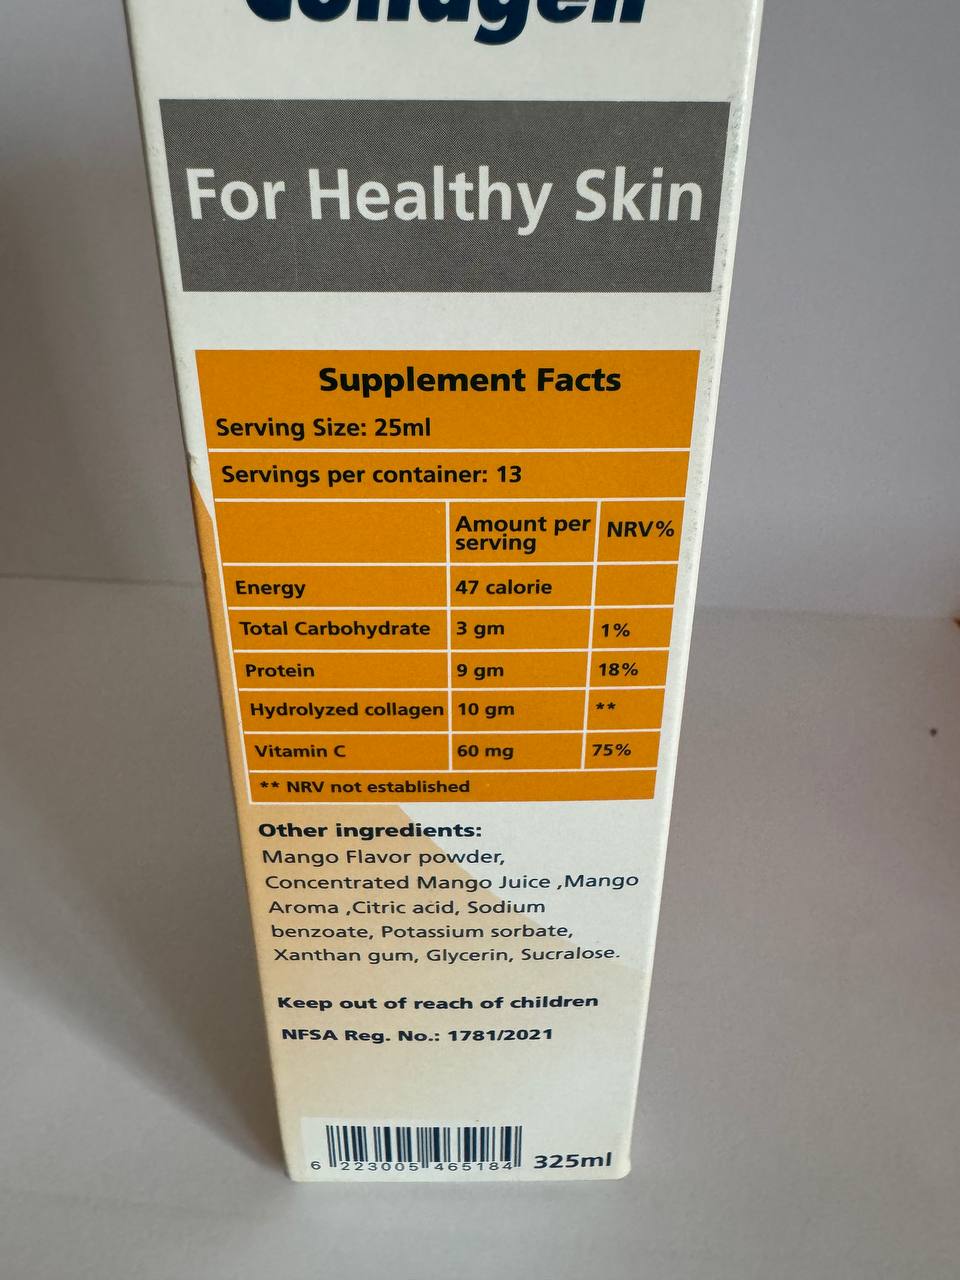 Collagen
For Healthy Skin
Supplement Facts
Serving Size: 25ml
Servings per container: 13
Amount per serving NRV%
Energy 47 calorie
Total Carbohydrate 3 gm 1%
Protein 9 gm 18%
Hydrolyzed collagen 10 gm **
Vitamin C 60 mg 75%
** NRV not established
Other ingredients:
Mango Flavor powder,
Concentrated Mango Juice ,Mango
Aroma ,Citric acid, Sodium
benzoate, Potassium sorbate,
Xanthan gum, Glycerin, Sucralose.
Keep out of reach of children
NFSA Reg. No.: 1781/2021
6 223005 465184 325ml